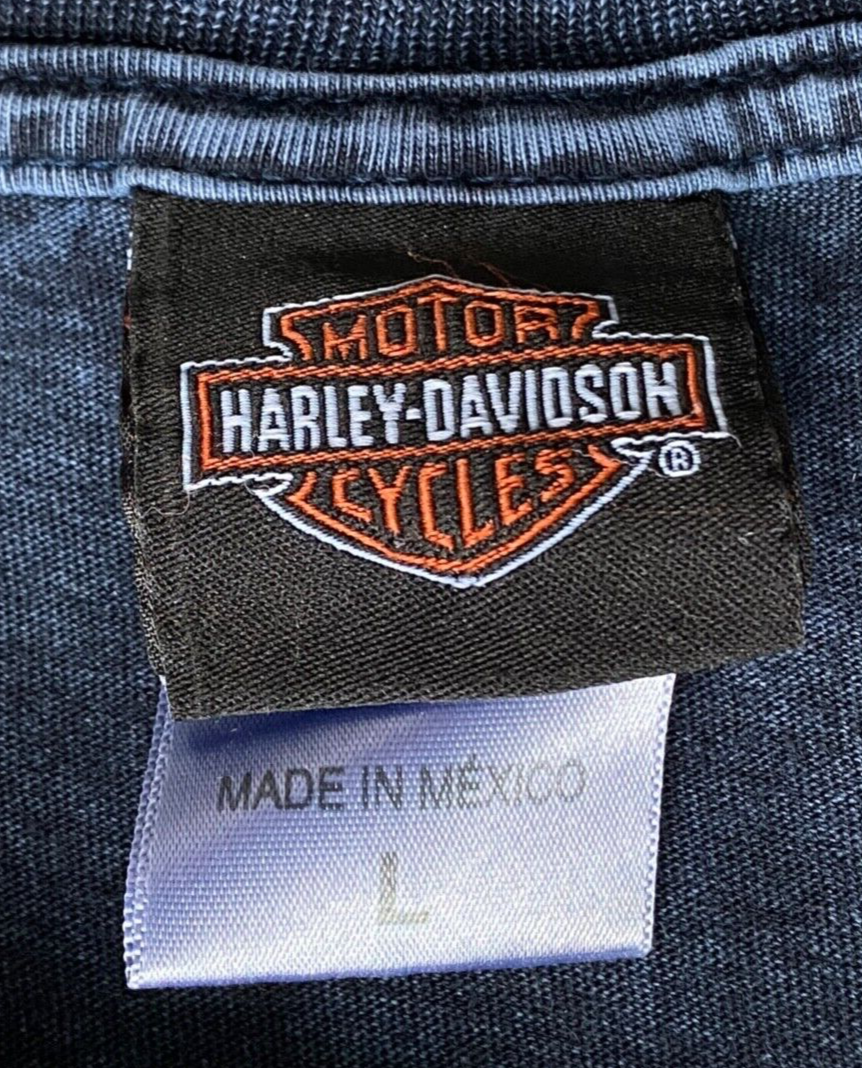 MOTOR
HARLEY-DAVIDSON
CYCLES ®
MADE IN MÉXICO
L